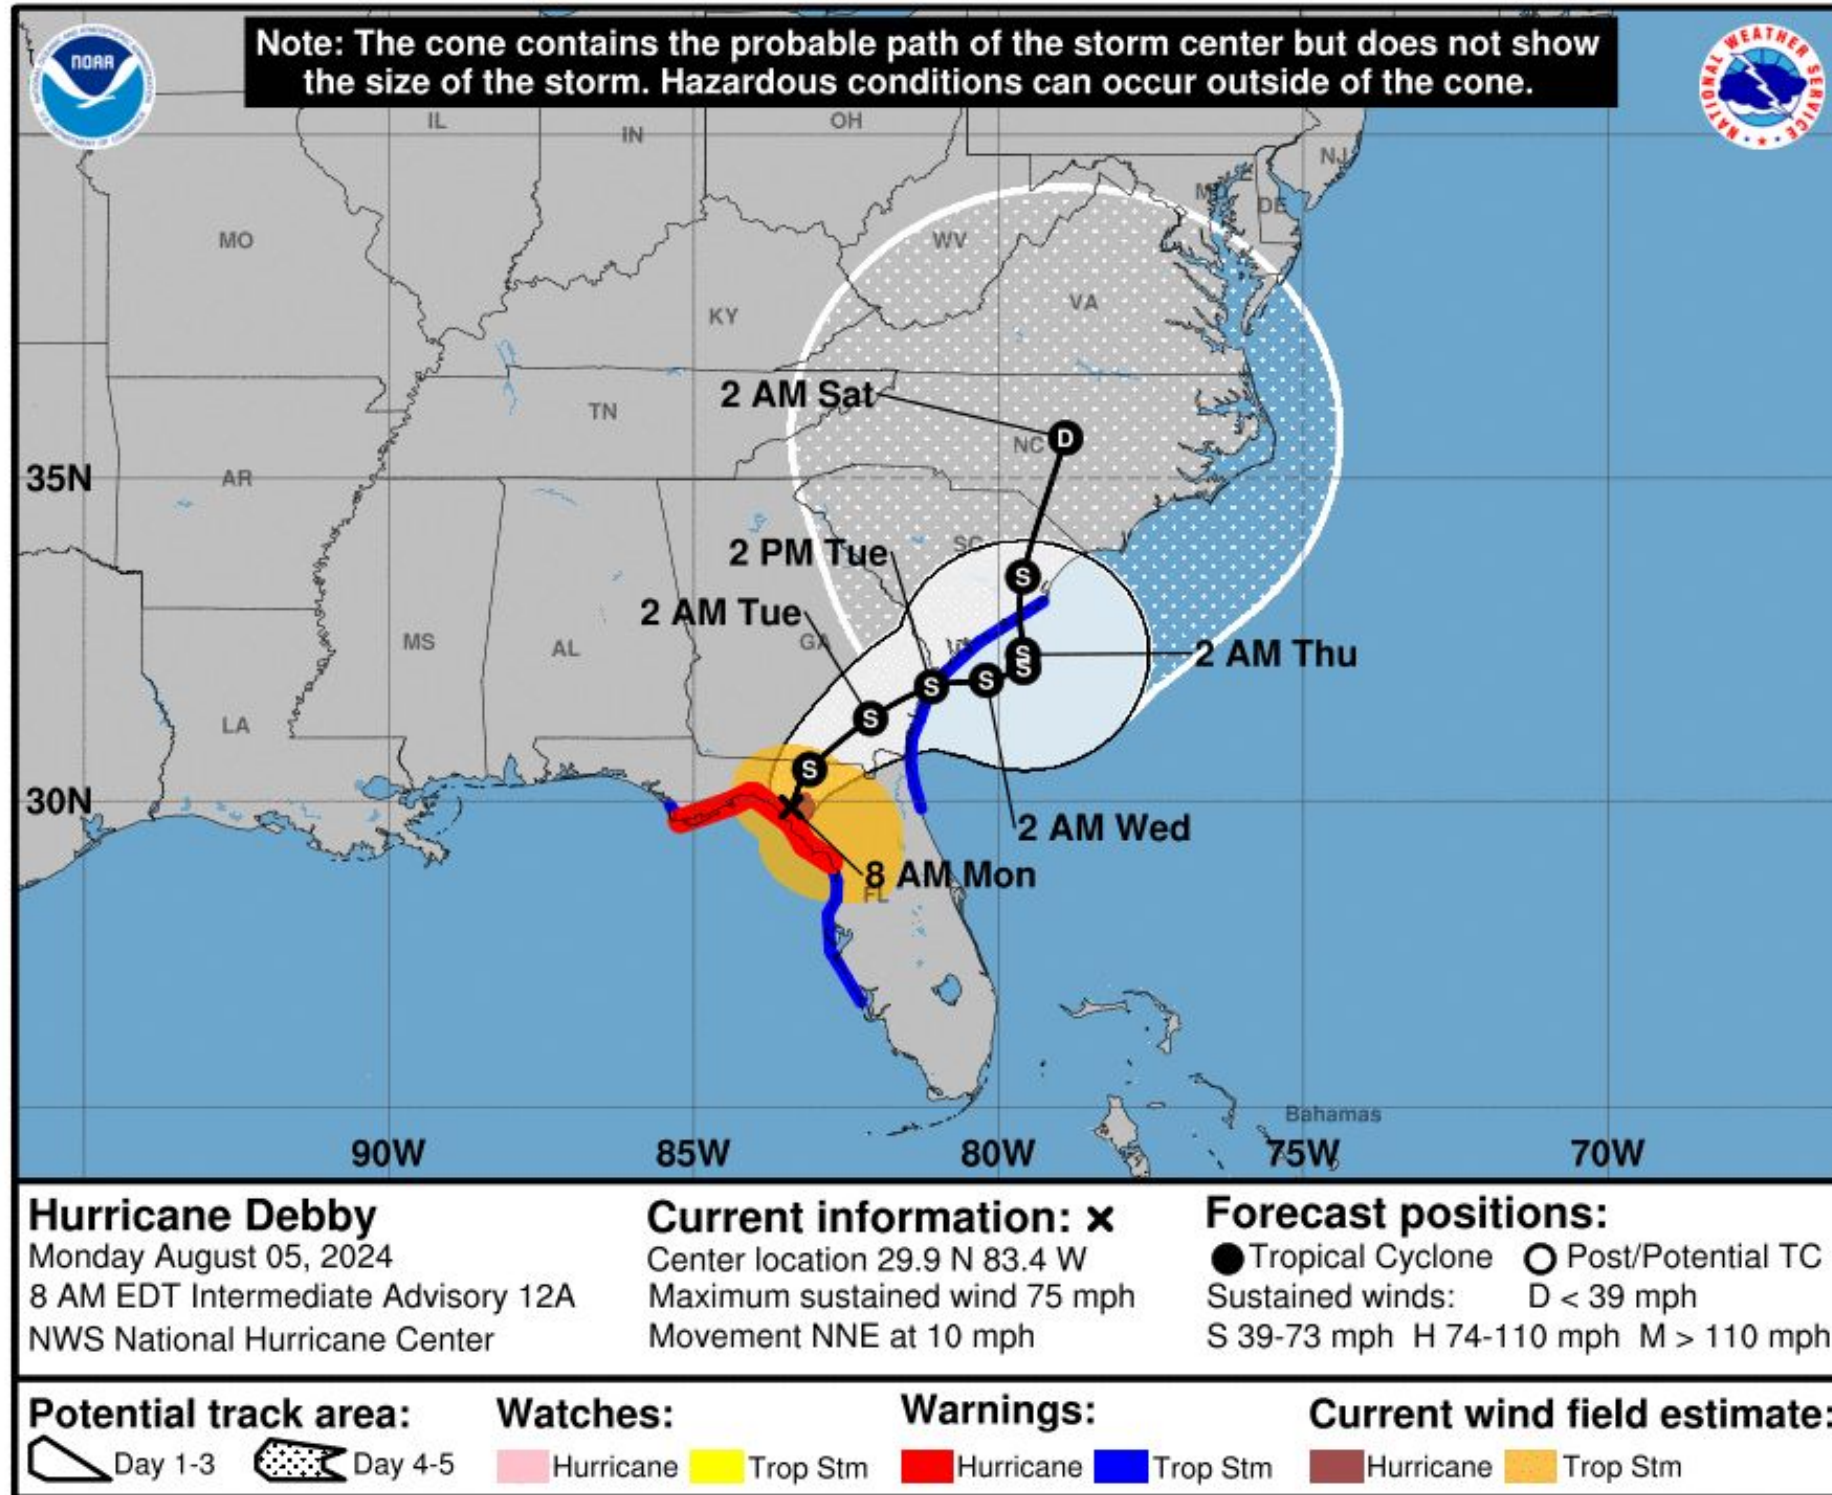 Note: The cone contains the probable path of the storm center but does not show
the size of the storm. Hazardous conditions can occur outside of the cone.
NOAA
NATIONAL WEATHER SERVICE
IL
IN
OH
NJ
DE
MO
WV
KY
VA
2 AM Sat
TN
D
NC
35N
AR
2 PM Tue
SC
S
2 AM Tue
MS
AL
GA
S
2 AM Thu
S
S
S
S
LA
S
30N
2 AM Wed
8 AM Mon
FL
Bahamas
90W
85W
80W
75W
70W
Hurricane Debby
Monday August 05, 2024
8 AM EDT Intermediate Advisory 12A
NWS National Hurricane Center
Current information: x
Center location 29.9 N 83.4 W
Maximum sustained wind 75 mph
Movement NNE at 10 mph
Forecast positions:
Tropical Cyclone Post/Potential TC
Sustained winds: D < 39 mph
S 39-73 mph H 74-110 mph M > 110 mph
Potential track area:
Day 1-3 Day 4-5
Watches:
Hurricane Trop Stm
Warnings:
Hurricane Trop Stm
Current wind field estimate:
Hurricane Trop Stm